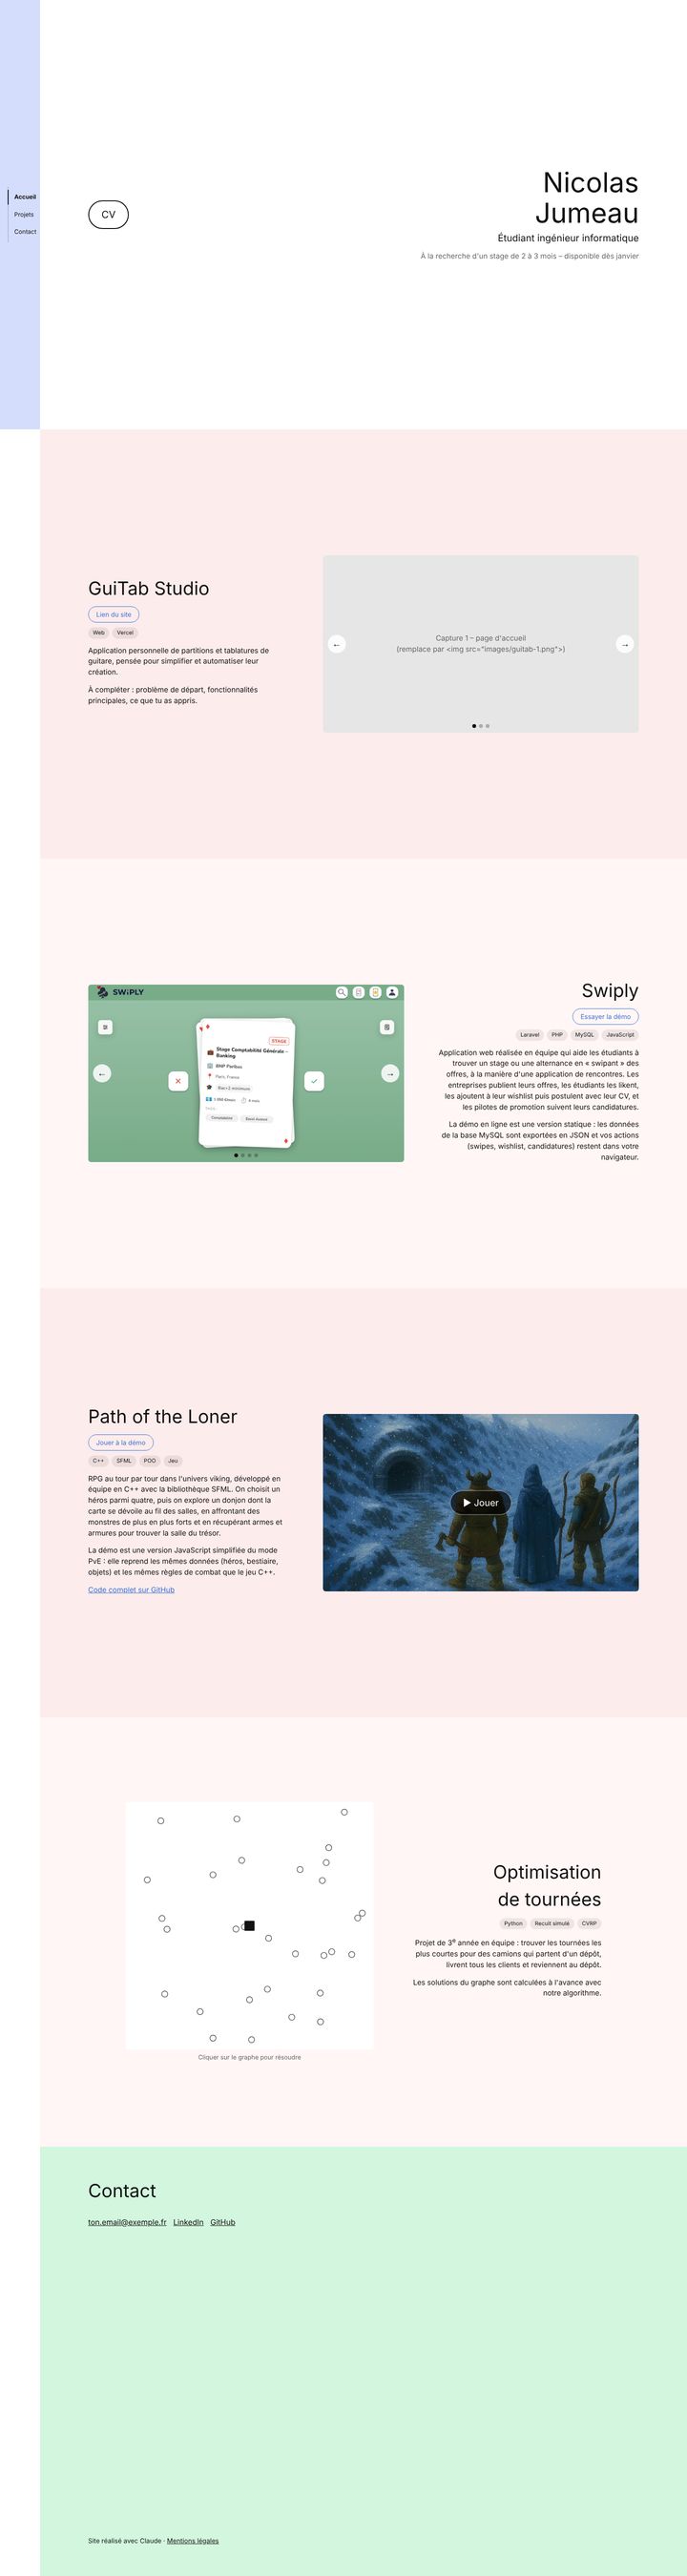 Accueil
Projets
Contact
CV
Nicolas
Jumeau
Étudiant ingénieur informatique
À la recherche d'un stage de 2 à 3 mois – disponible dès janvier
GuiTab Studio
Lien du site
Web Vercel
Application personnelle de partitions et tablatures de
guitare, pensée pour simplifier et automatiser leur
création.
À compléter : problème de départ, fonctionnalités
principales, ce que tu as appris.
←
Capture 1 – page d'accueil
(remplace par <img src="images/guitab-1.png">)
→
SWiPLY
STAGE
Stage Comptabilité Générale -
Banking
BNP Paribas
Paris, France
Bac+2 minimum
6 mois
←
→
Swiply
Essayer la démo
Laravel PHP MySQL JavaScript
Application web réalisée en équipe qui aide les étudiants à
trouver un stage ou une alternance en « swipant » des
offres, à la manière d'une application de rencontres. Les
entreprises publient leurs offres, les étudiants les likent,
les ajoutent à leur wishlist puis postulent avec leur CV, et
les pilotes de promotion suivent leurs candidatures.
La démo en ligne est une version statique : les données
de la base MySQL sont exportées en JSON et vos actions
(swipes, wishlist, candidatures) restent dans votre
navigateur.
Path of the Loner
Jouer à la démo
C++ SFML POO Jeu
RPG au tour par tour dans l'univers viking, développé en
équipe en C++ avec la bibliothèque SFML. On choisit un
héros parmi quatre, puis on explore un donjon dont la
carte se dévoile au fil des salles, en affrontant des
monstres de plus en plus forts et en récupérant armes et
armures pour trouver la salle du trésor.
La démo est une version JavaScript simplifiée du mode
PvE : elle reprend les mêmes données (héros, bestiaire,
objets) et les mêmes règles de combat que le jeu C++.
Code complet sur GitHub
▶ Jouer
Cliquer sur le graphe pour résoudre
Optimisation
de tournées
Python Recuit simulé CVRP
Projet de 3e année en équipe : trouver les tournées les
plus courtes pour des camions qui partent d'un dépôt,
livrent tous les clients et reviennent au dépôt.
Les solutions du graphe sont calculées à l'avance avec
notre algorithme.
Contact
ton.email@exemple.fr LinkedIn GitHub
Site réalisé avec Claude · Mentions légales